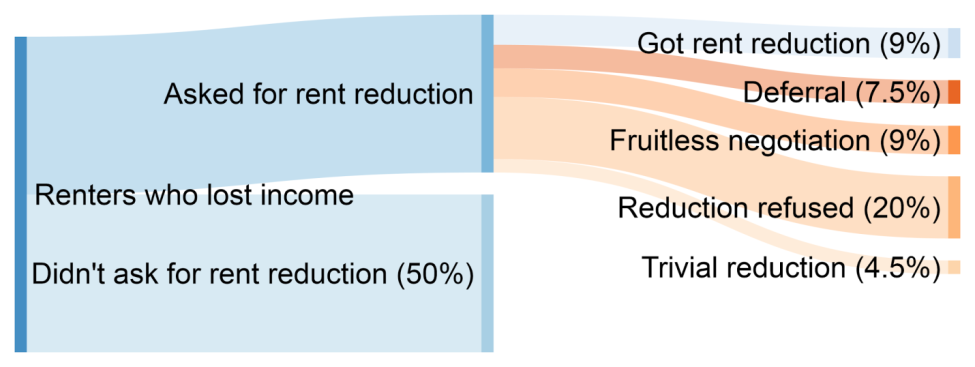 Got rent reduction (9%)
Asked for rent reduction
Deferral (7.5%)
Fruitless negotiation (9%)
Renters who lost income
Reduction refused (20%)
Didn't ask for rent reduction (50%)
Trivial reduction (4.5%)